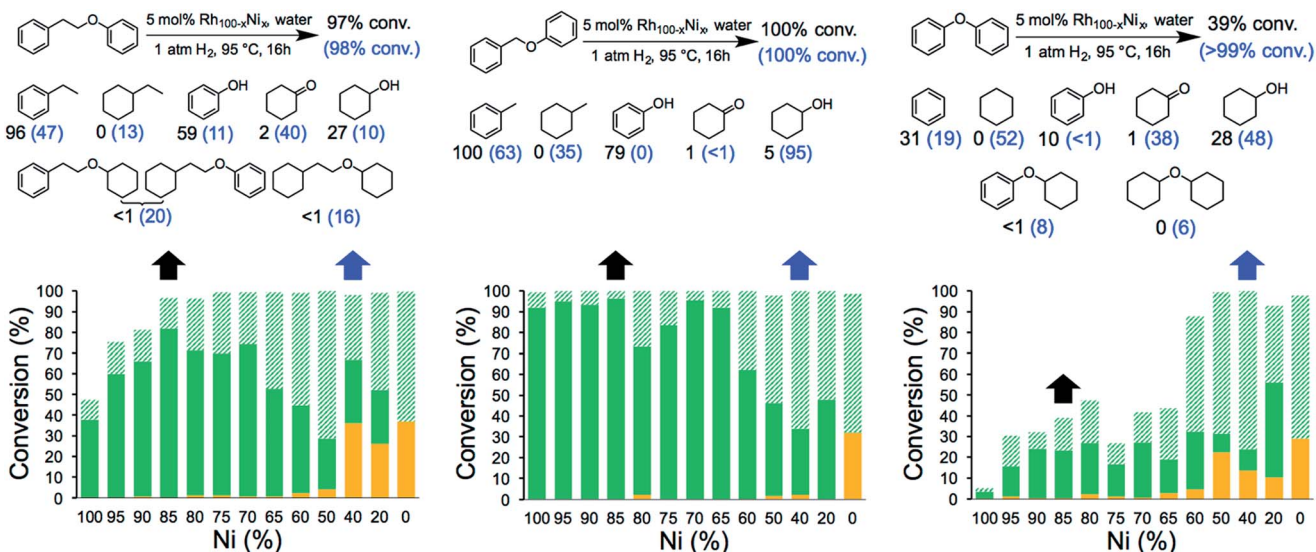 5 mol% Rh100-xNix, water
1 atm H2, 95 °C, 16h
97% conv.
(98% conv.)
O
OH
O
OH
96 (47)
0 (13)
59 (11)
2 (40)
27 (10)
O
O
O
<1 (20)
<1 (16)
Conversion (%)
100
90
80
70
60
50
40
30
20
10
0
100 95 90 85 80 75 70 65 60 50 40 20 0
Ni (%)
5 mol% Rh100-xNix, water
1 atm H2, 95 °C, 16h
100% conv.
(100% conv.)
O
OH
O
OH
100 (63)
0 (35)
79 (0)
1 (<1)
5 (95)
Conversion (%)
100
90
80
70
60
50
40
30
20
10
0
100 95 90 85 80 75 70 65 60 50 40 20 0
Ni (%)
5 mol% Rh100-xNix, water
1 atm H2, 95 °C, 16h
39% conv.
(>99% conv.)
O
OH
O
OH
31 (19)
0 (52)
10 (<1)
1 (38)
28 (48)
O
O
<1 (8)
0 (6)
Conversion (%)
100
90
80
70
60
50
40
30
20
10
0
100 95 90 85 80 75 70 65 60 50 40 20 0
Ni (%)